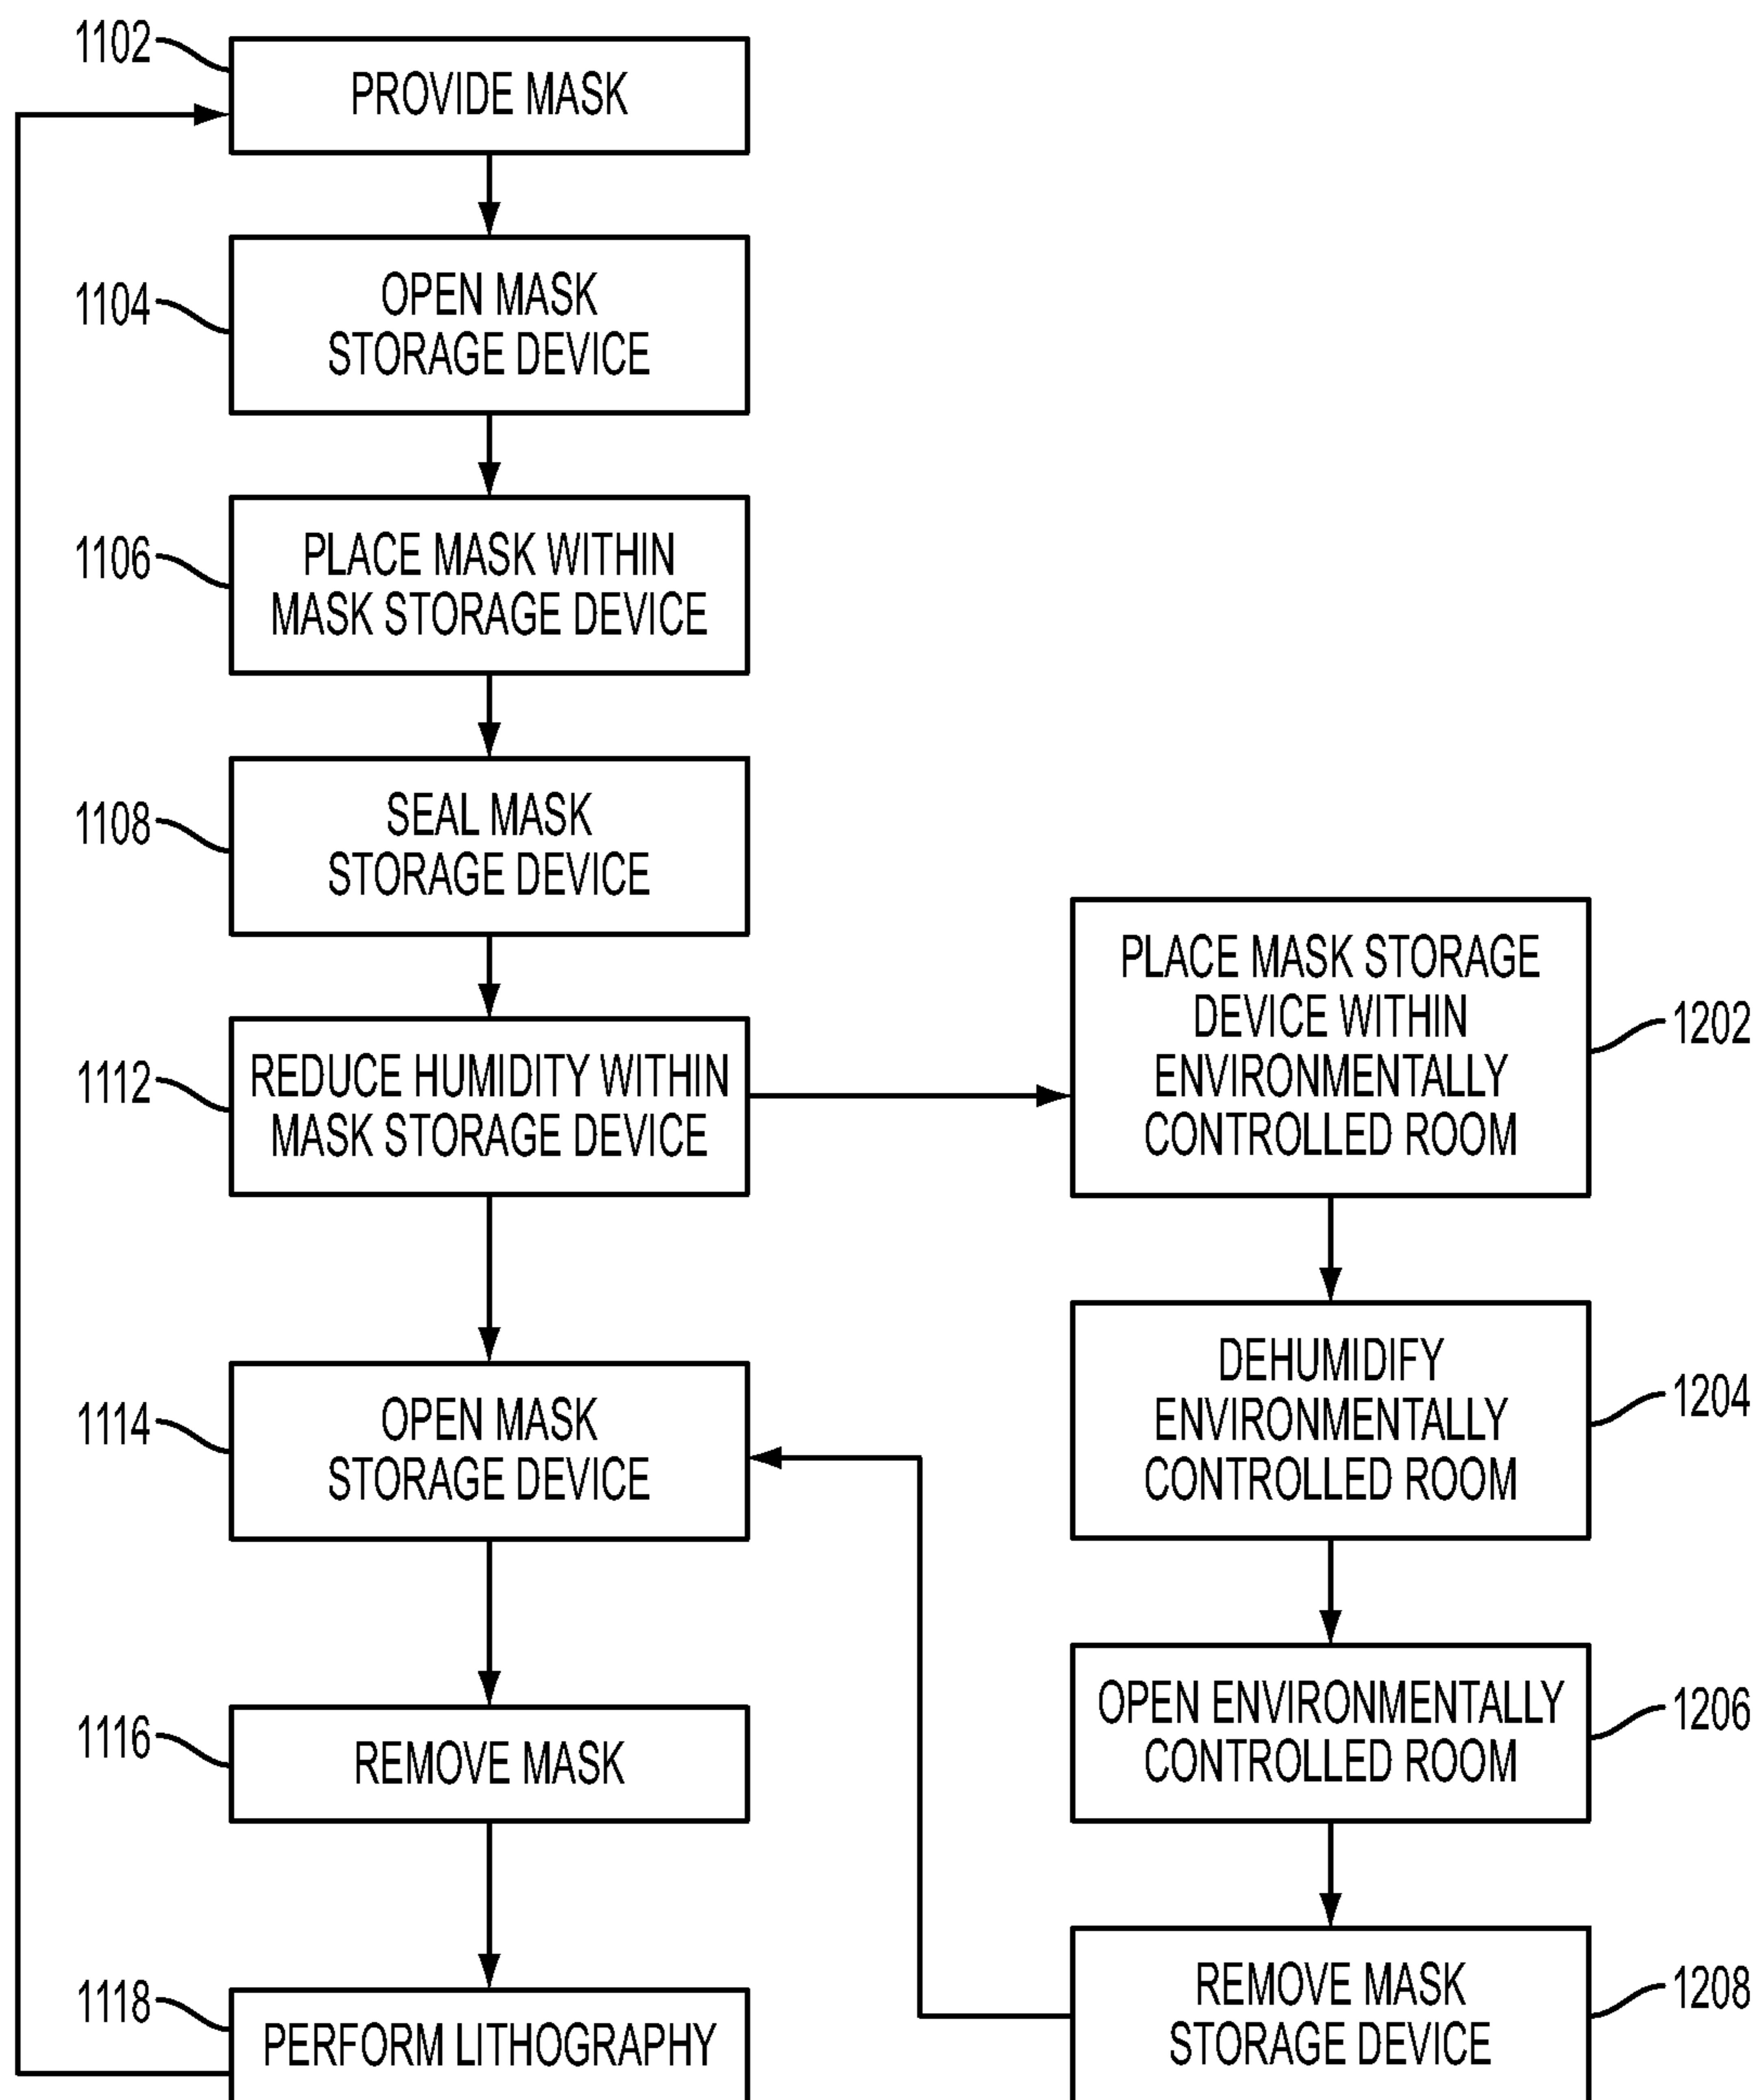 1102
PROVIDE MASK
1104
OPEN MASK
STORAGE DEVICE
1106
PLACE MASK WITHIN
MASK STORAGE DEVICE
1108
SEAL MASK
STORAGE DEVICE
1112
REDUCE HUMIDITY WITHIN
MASK STORAGE DEVICE
PLACE MASK STORAGE
DEVICE WITHIN
ENVIRONMENTALLY
CONTROLLED ROOM
1202
1114
OPEN MASK
STORAGE DEVICE
DEHUMIDIFY
ENVIRONMENTALLY
CONTROLLED ROOM
1204
1116
REMOVE MASK
OPEN ENVIRONMENTALLY
CONTROLLED ROOM
1206
1118
PERFORM LITHOGRAPHY
REMOVE MASK
STORAGE DEVICE
1208